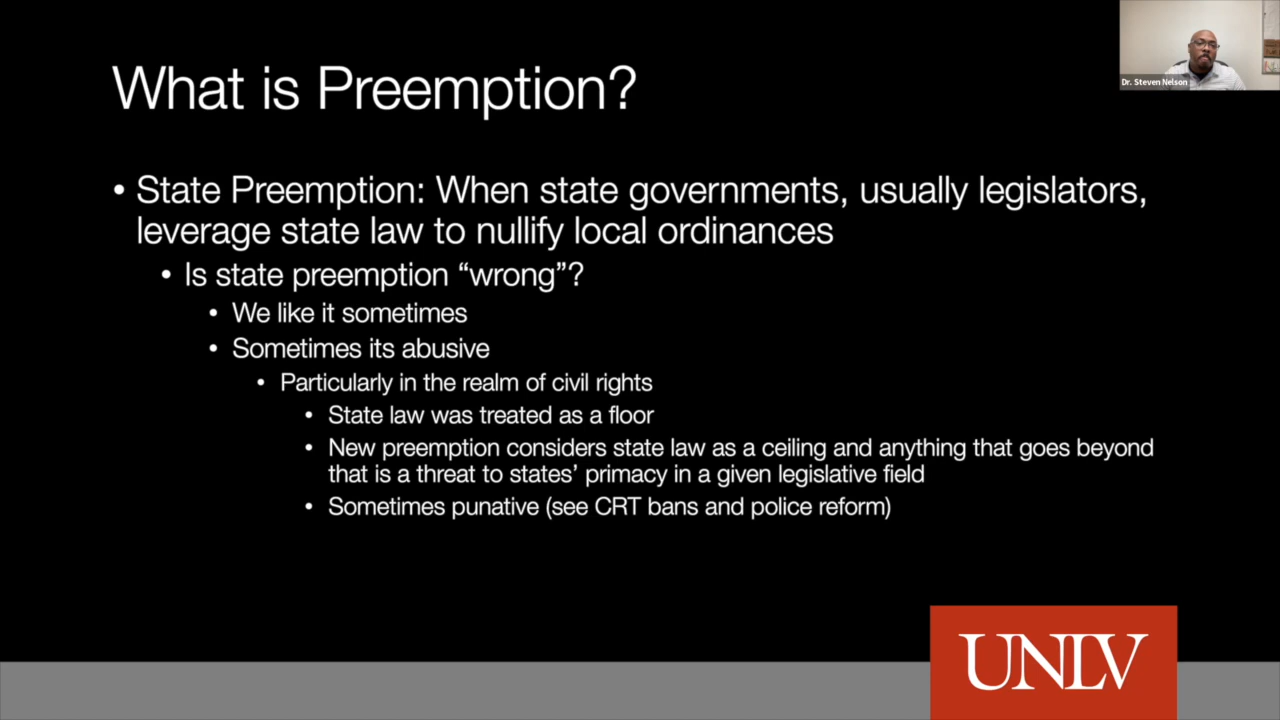 What is Preemption?
Dr. Steven Nelson
• State Preemption: When state governments, usually legislators,
leverage state law to nullify local ordinances
• Is state preemption “wrong”?
• We like it sometimes
• Sometimes its abusive
• Particularly in the realm of civil rights
• State law was treated as a floor
• New preemption considers state law as a ceiling and anything that goes beyond
that is a threat to states’ primacy in a given legislative field
• Sometimes punative (see CRT bans and police reform)
UNLV